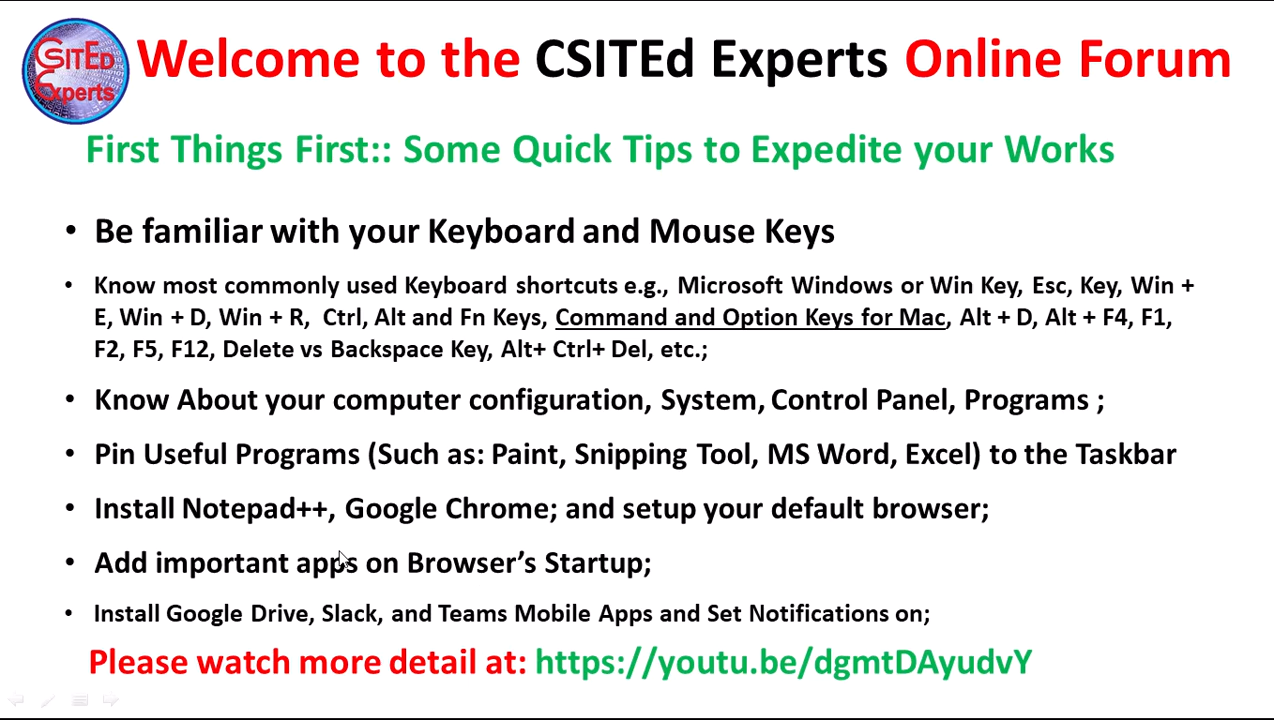 CSITEd
Experts
Welcome to the CSITEd Experts Online Forum
First Things First:: Some Quick Tips to Expedite your Works
• Be familiar with your Keyboard and Mouse Keys
• Know most commonly used Keyboard shortcuts e.g., Microsoft Windows or Win Key, Esc, Key, Win +
E, Win + D, Win + R, Ctrl, Alt and Fn Keys, Command and Option Keys for Mac, Alt + D, Alt + F4, F1,
F2, F5, F12, Delete vs Backspace Key, Alt+ Ctrl+ Del, etc.;
• Know About your computer configuration, System, Control Panel, Programs ;
• Pin Useful Programs (Such as: Paint, Snipping Tool, MS Word, Excel) to the Taskbar
• Install Notepad++, Google Chrome; and setup your default browser;
• Add important apps on Browser’s Startup;
• Install Google Drive, Slack, and Teams Mobile Apps and Set Notifications on;
Please watch more detail at: https://youtu.be/dgmtDAyudvY